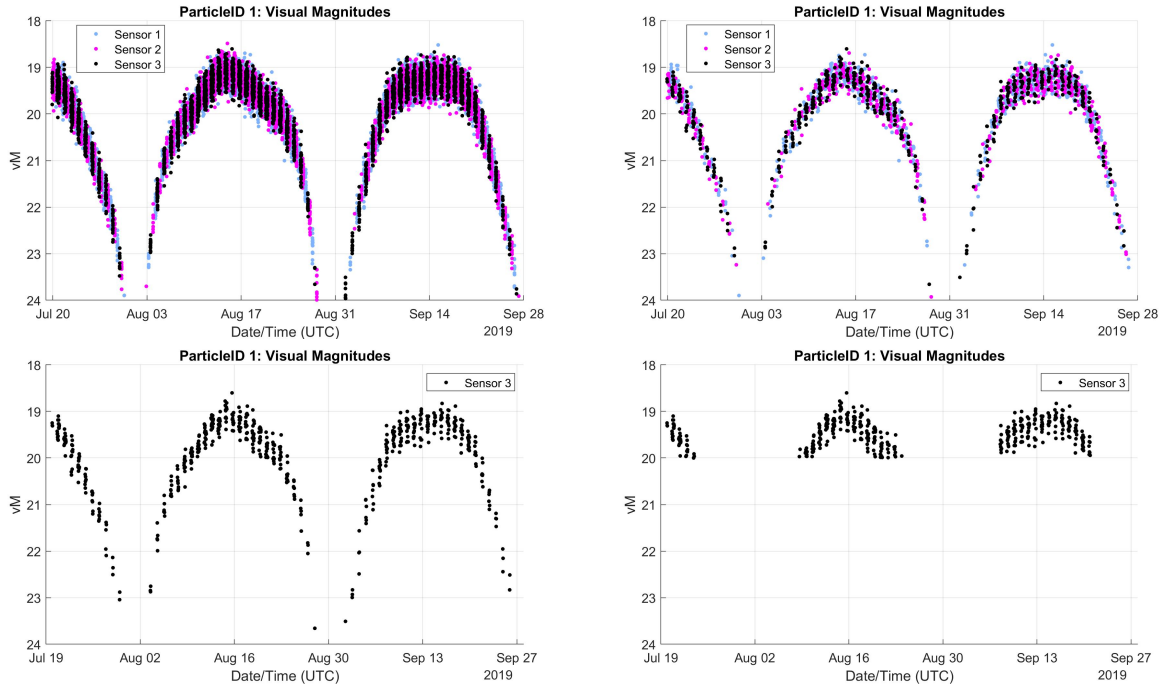 ParticleID 1: Visual Magnitudes
18
19
20
21
22
23
24
vM
Sensor 1
Sensor 2
Sensor 3
Jul 20 Aug 03 Aug 17 Aug 31 Sep 14 Sep 28
Date/Time (UTC) 2019
ParticleID 1: Visual Magnitudes
18
19
20
21
22
23
24
vM
Sensor 1
Sensor 2
Sensor 3
Jul 20 Aug 03 Aug 17 Aug 31 Sep 14 Sep 28
Date/Time (UTC) 2019
ParticleID 1: Visual Magnitudes
18
19
20
21
22
23
24
vM
Sensor 3
Jul 19 Aug 02 Aug 16 Aug 30 Sep 13 Sep 27
Date/Time (UTC) 2019
ParticleID 1: Visual Magnitudes
18
19
20
21
22
23
24
vM
Sensor 3
Jul 19 Aug 02 Aug 16 Aug 30 Sep 13 Sep 27
Date/Time (UTC) 2019